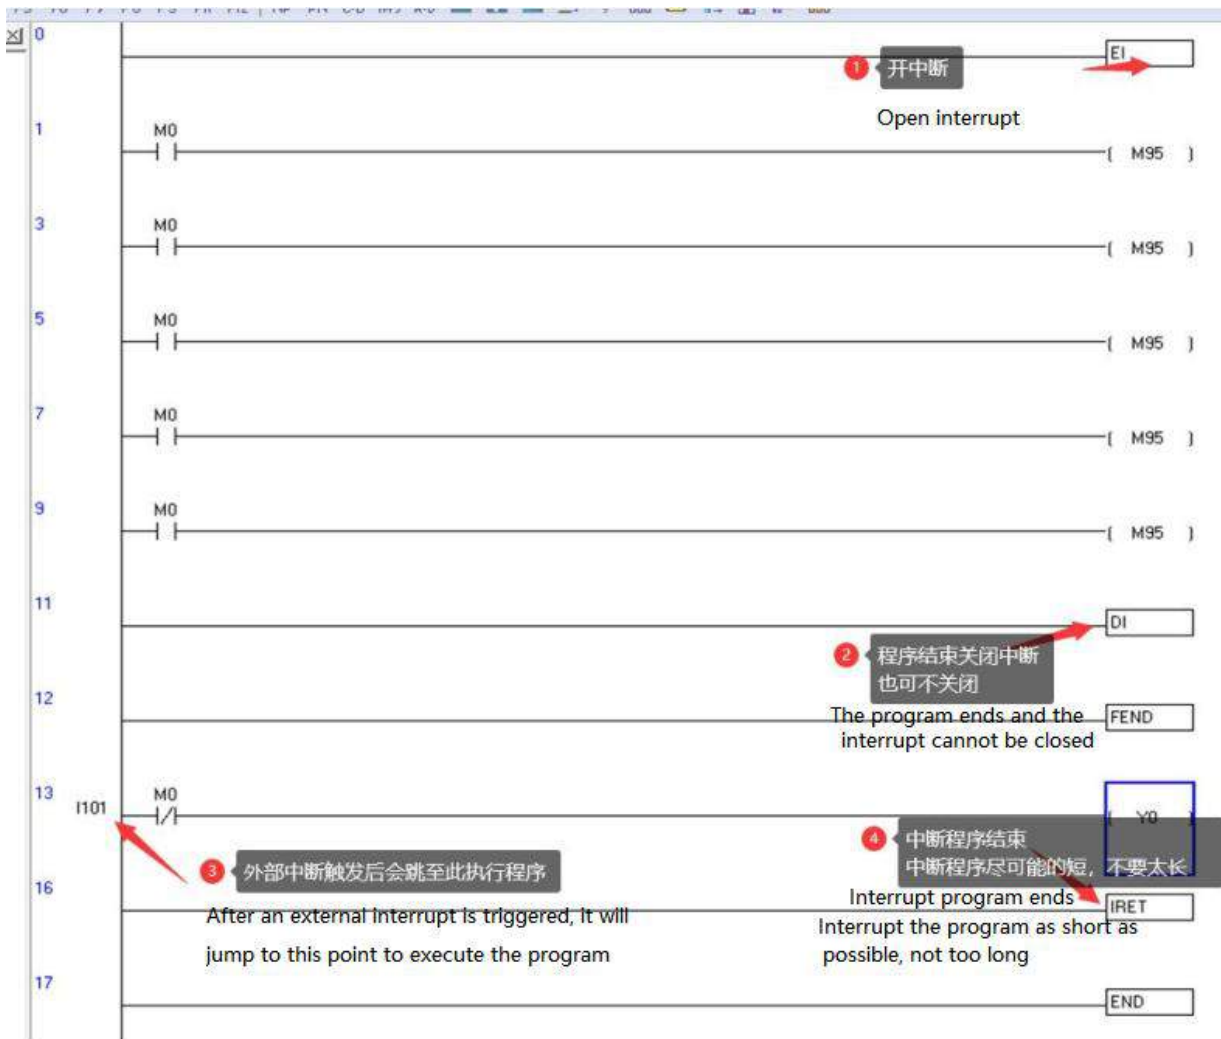 0
EI
1 开中断
Open interrupt
1
M0
( M95 )
3
M0
( M95 )
5
M0
( M95 )
7
M0
( M95 )
9
M0
( M95 )
11
DI
2 程序结束关闭中断
也可不关闭
12
The program ends and the
FEND
interrupt cannot be closed
13
I101
M0
( Y0 )
4 中断程序结束
中断程序尽可能的短，不要太长
3 外部中断触发后会跳至此执行程序
16
Interrupt program ends
IRET
After an external interrupt is triggered, it will
Interrupt the program as short as
jump to this point to execute the program
possible, not too long
17
END